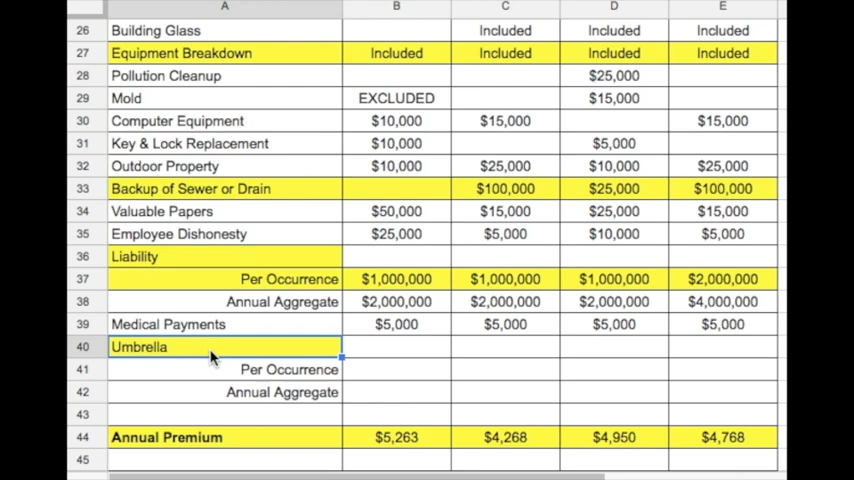 A B C D E
26 Building Glass Included Included Included
27 Equipment Breakdown Included Included Included Included
28 Pollution Cleanup $25,000
29 Mold EXCLUDED $15,000
30 Computer Equipment $10,000 $15,000 $15,000
31 Key & Lock Replacement $10,000 $5,000
32 Outdoor Property $10,000 $25,000 $10,000 $25,000
33 Backup of Sewer or Drain $100,000 $25,000 $100,000
34 Valuable Papers $50,000 $15,000 $25,000 $15,000
35 Employee Dishonesty $25,000 $5,000 $10,000 $5,000
36 Liability
37 Per Occurrence $1,000,000 $1,000,000 $1,000,000 $2,000,000
38 Annual Aggregate $2,000,000 $2,000,000 $2,000,000 $4,000,000
39 Medical Payments $5,000 $5,000 $5,000 $5,000
40 Umbrella
41 Per Occurrence
42 Annual Aggregate
43
44 Annual Premium $5,263 $4,268 $4,950 $4,768
45